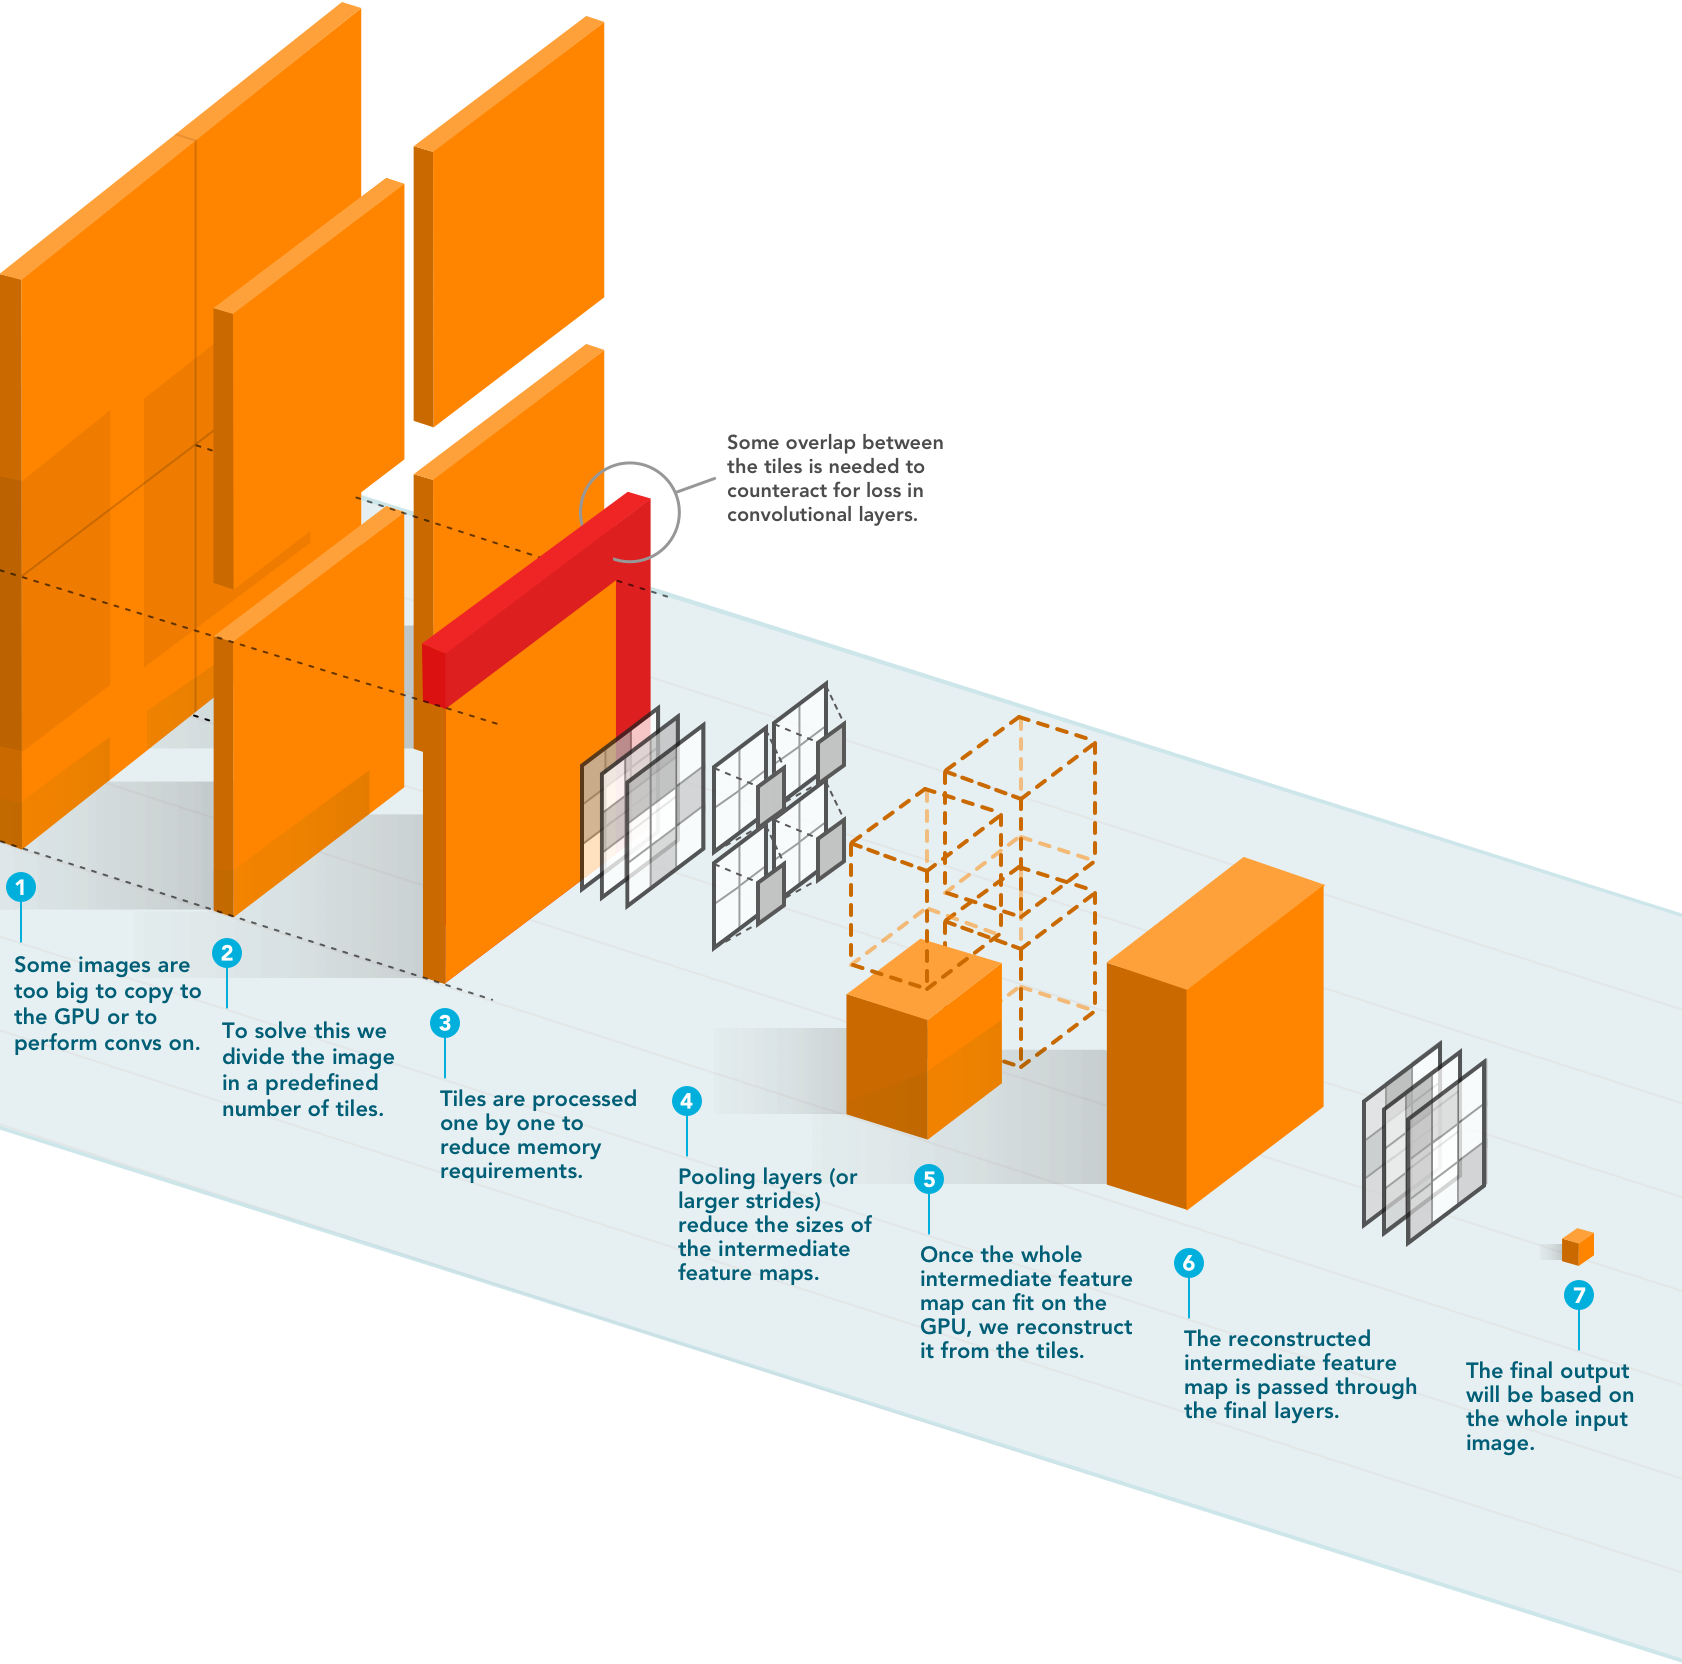 Some overlap between
the tiles is needed to
counteract for loss in
convolutional layers.
1
Some images are
too big to copy to
the GPU or to
perform convs on.
2
To solve this we
divide the image
in a predefined
number of tiles.
3
Tiles are processed
one by one to
reduce memory
requirements.
4
Pooling layers (or
larger strides)
reduce the sizes of
the intermediate
feature maps.
5
Once the whole
intermediate feature
map can fit on the
GPU, we reconstruct
it from the tiles.
6
The reconstructed
intermediate feature
map is passed through
the final layers.
7
The final output
will be based on
the whole input
image.